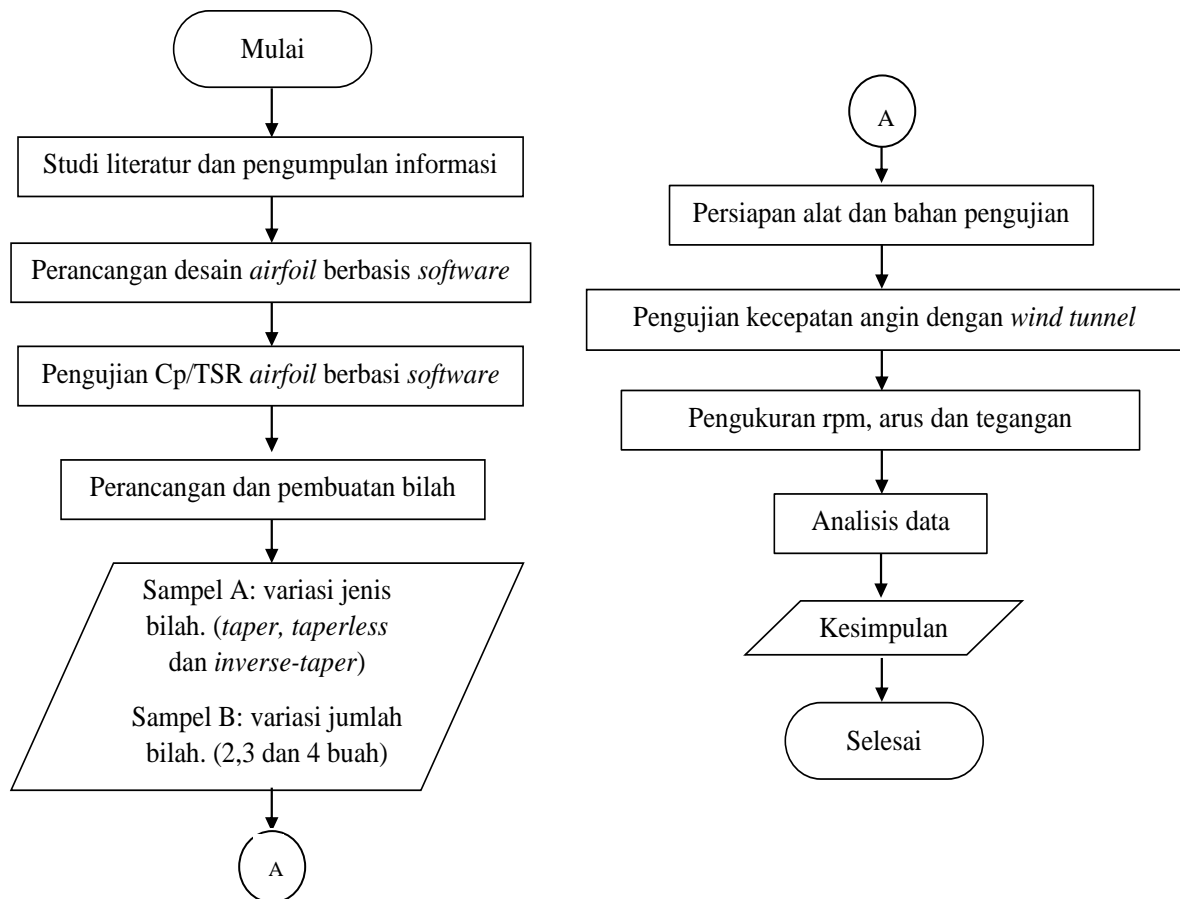 Mulai
Studi literatur dan pengumpulan informasi
Perancangan desain airfoil berbasis software
Pengujian Cp/TSR airfoil berbasi software
Perancangan dan pembuatan bilah
Sampel A: variasi jenis
bilah. (taper, taperless
dan inverse-taper)
Sampel B: variasi jumlah
bilah. (2,3 dan 4 buah)
A
A
Persiapan alat dan bahan pengujian
Pengujian kecepatan angin dengan wind tunnel
Pengukuran rpm, arus dan tegangan
Analisis data
Kesimpulan
Selesai